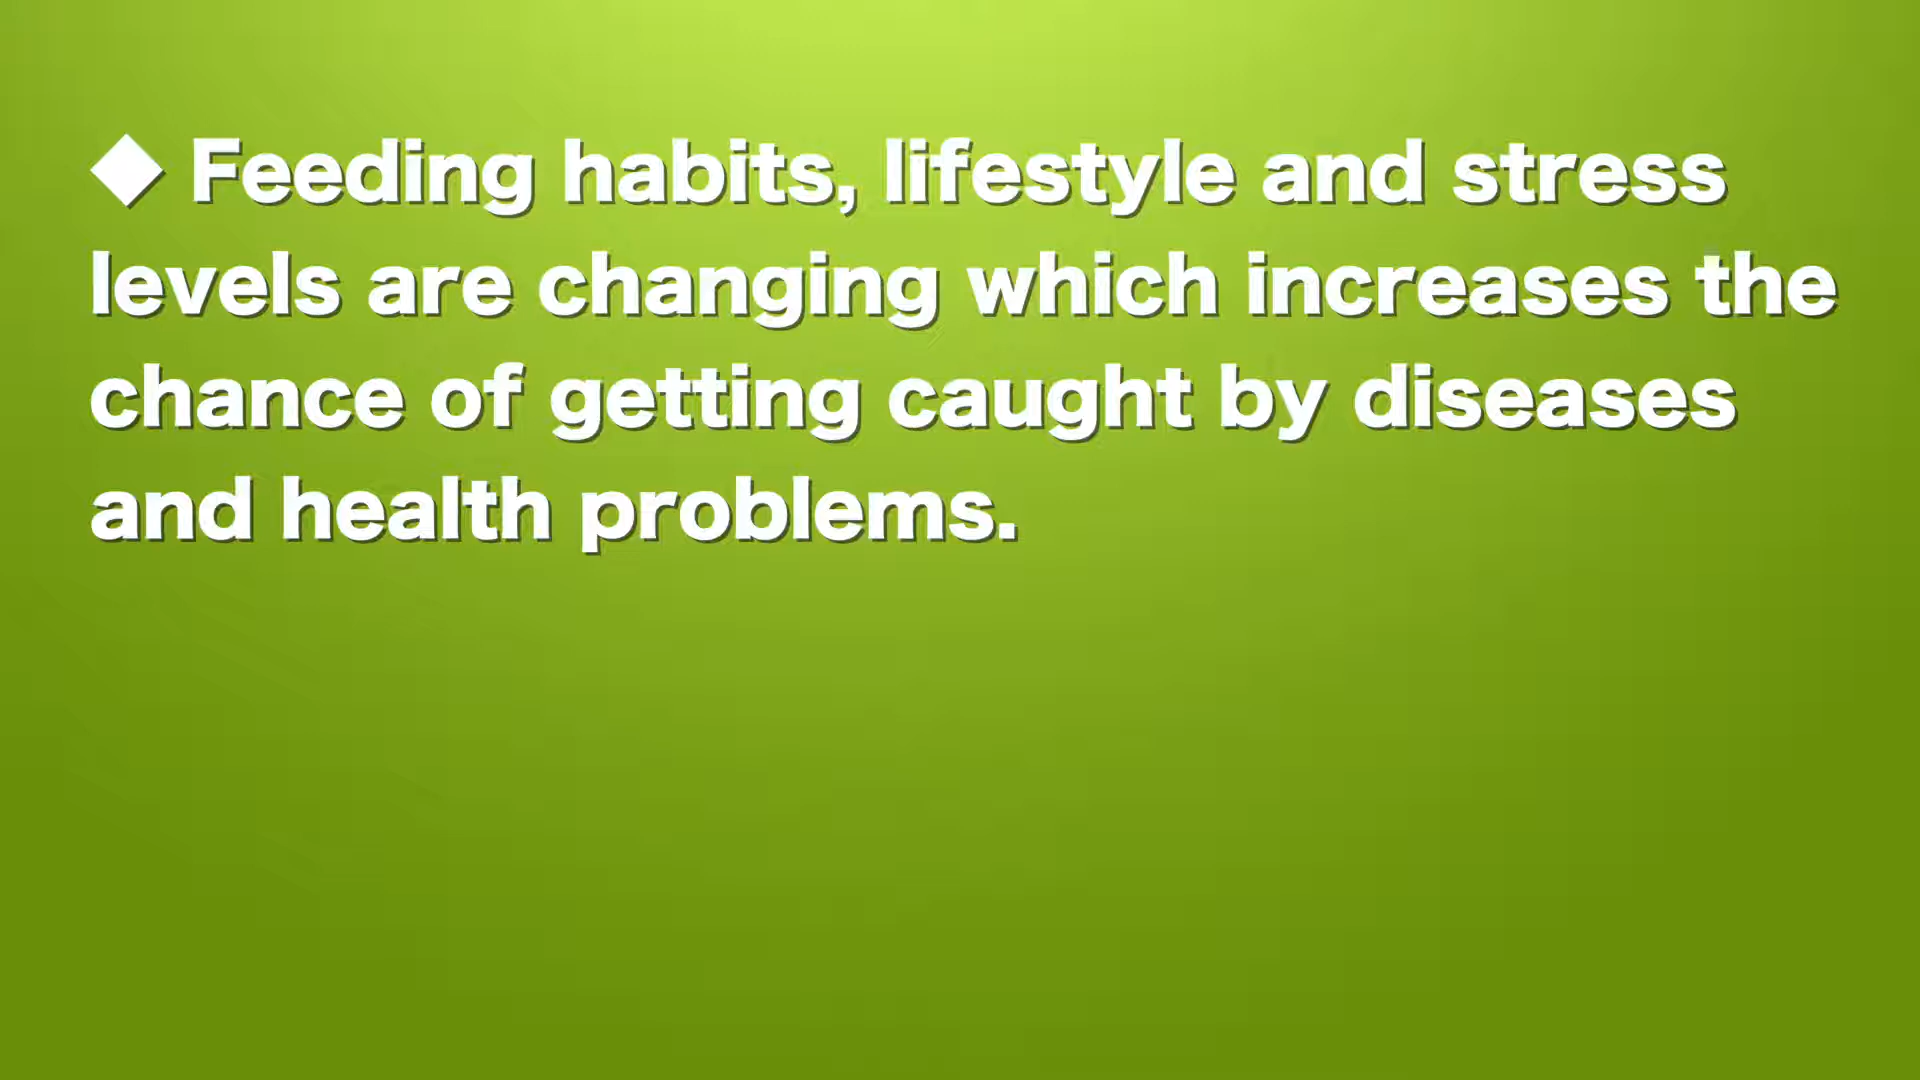 ◆ Feeding habits, lifestyle and stress
levels are changing which increases the
chance of getting caught by diseases
and health problems.